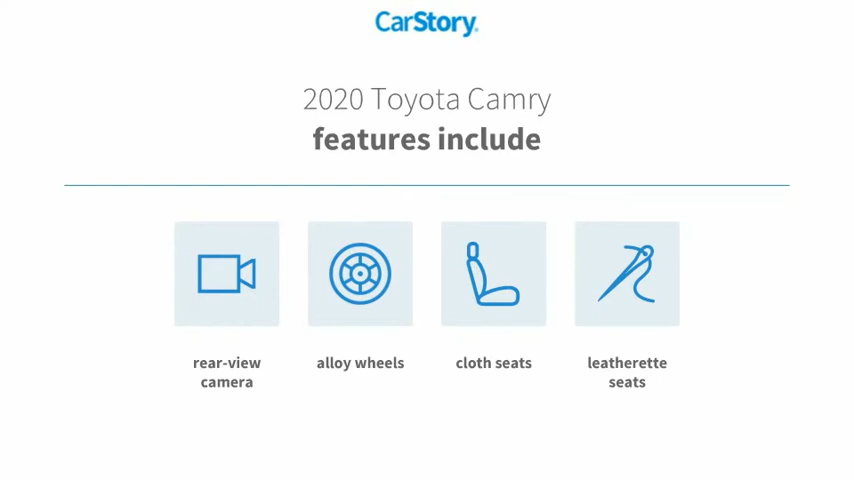 CarStory
2020 Toyota Camry
features include
rear-view
camera
alloy wheels
cloth seats
leatherette
seats